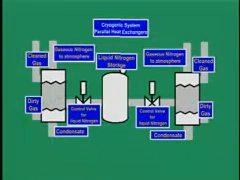 Cryogenic System
Parallel Heat Exchangers
Cleaned
Gas
Gaseous Nitrogen
to atmosphere
Liquid Nitrogen
Storage
Gaseous Nitrogen
to atmosphere
Cleaned
Gas
Dirty
Gas
Control Valve
for
liquid Nitrogen
Control Valve
for
liquid Nitrogen
Dirty
Gas
Condensate
Condensate